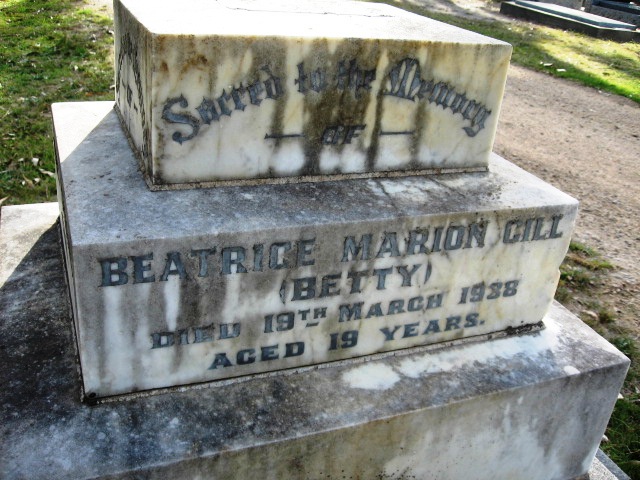 Sacred to the Memory
OF
BEATRICE MARION GILL
(BETTY)
DIED 19TH MARCH 1938
AGED 19 YEARS.